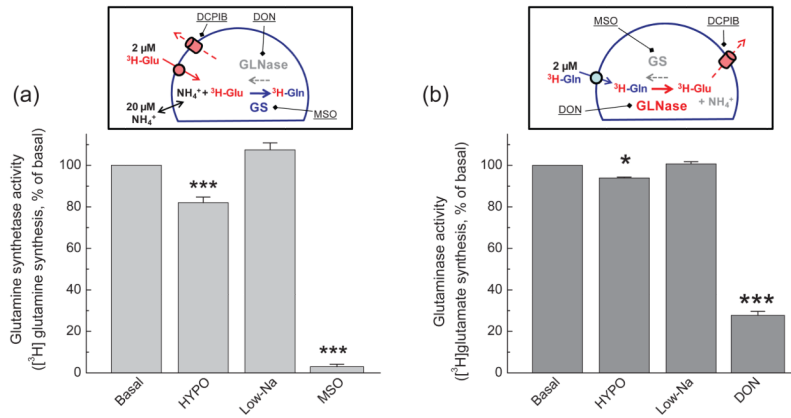 (a)
DCPIB
DON
2 µM
³H-Glu
GLNase
NH₄⁺ + ³H-Glu
³H-Gln
GS
20 µM
NH₄⁺
MSO
Glutamine synthetase activity
([³H] glutamine synthesis, % of basal)
100
80
60
40
20
0
***
***
Basal
HYPO
Low-Na
MSO
(b)
MSO
DCPIB
GS
2 µM
³H-Gln
³H-Gln
³H-Glu
DON
GLNase
+ NH₄⁺
Glutaminase activity
([³H]glutamate synthesis, % of basal)
100
80
60
40
20
0
*
***
Basal
HYPO
Low-Na
DON